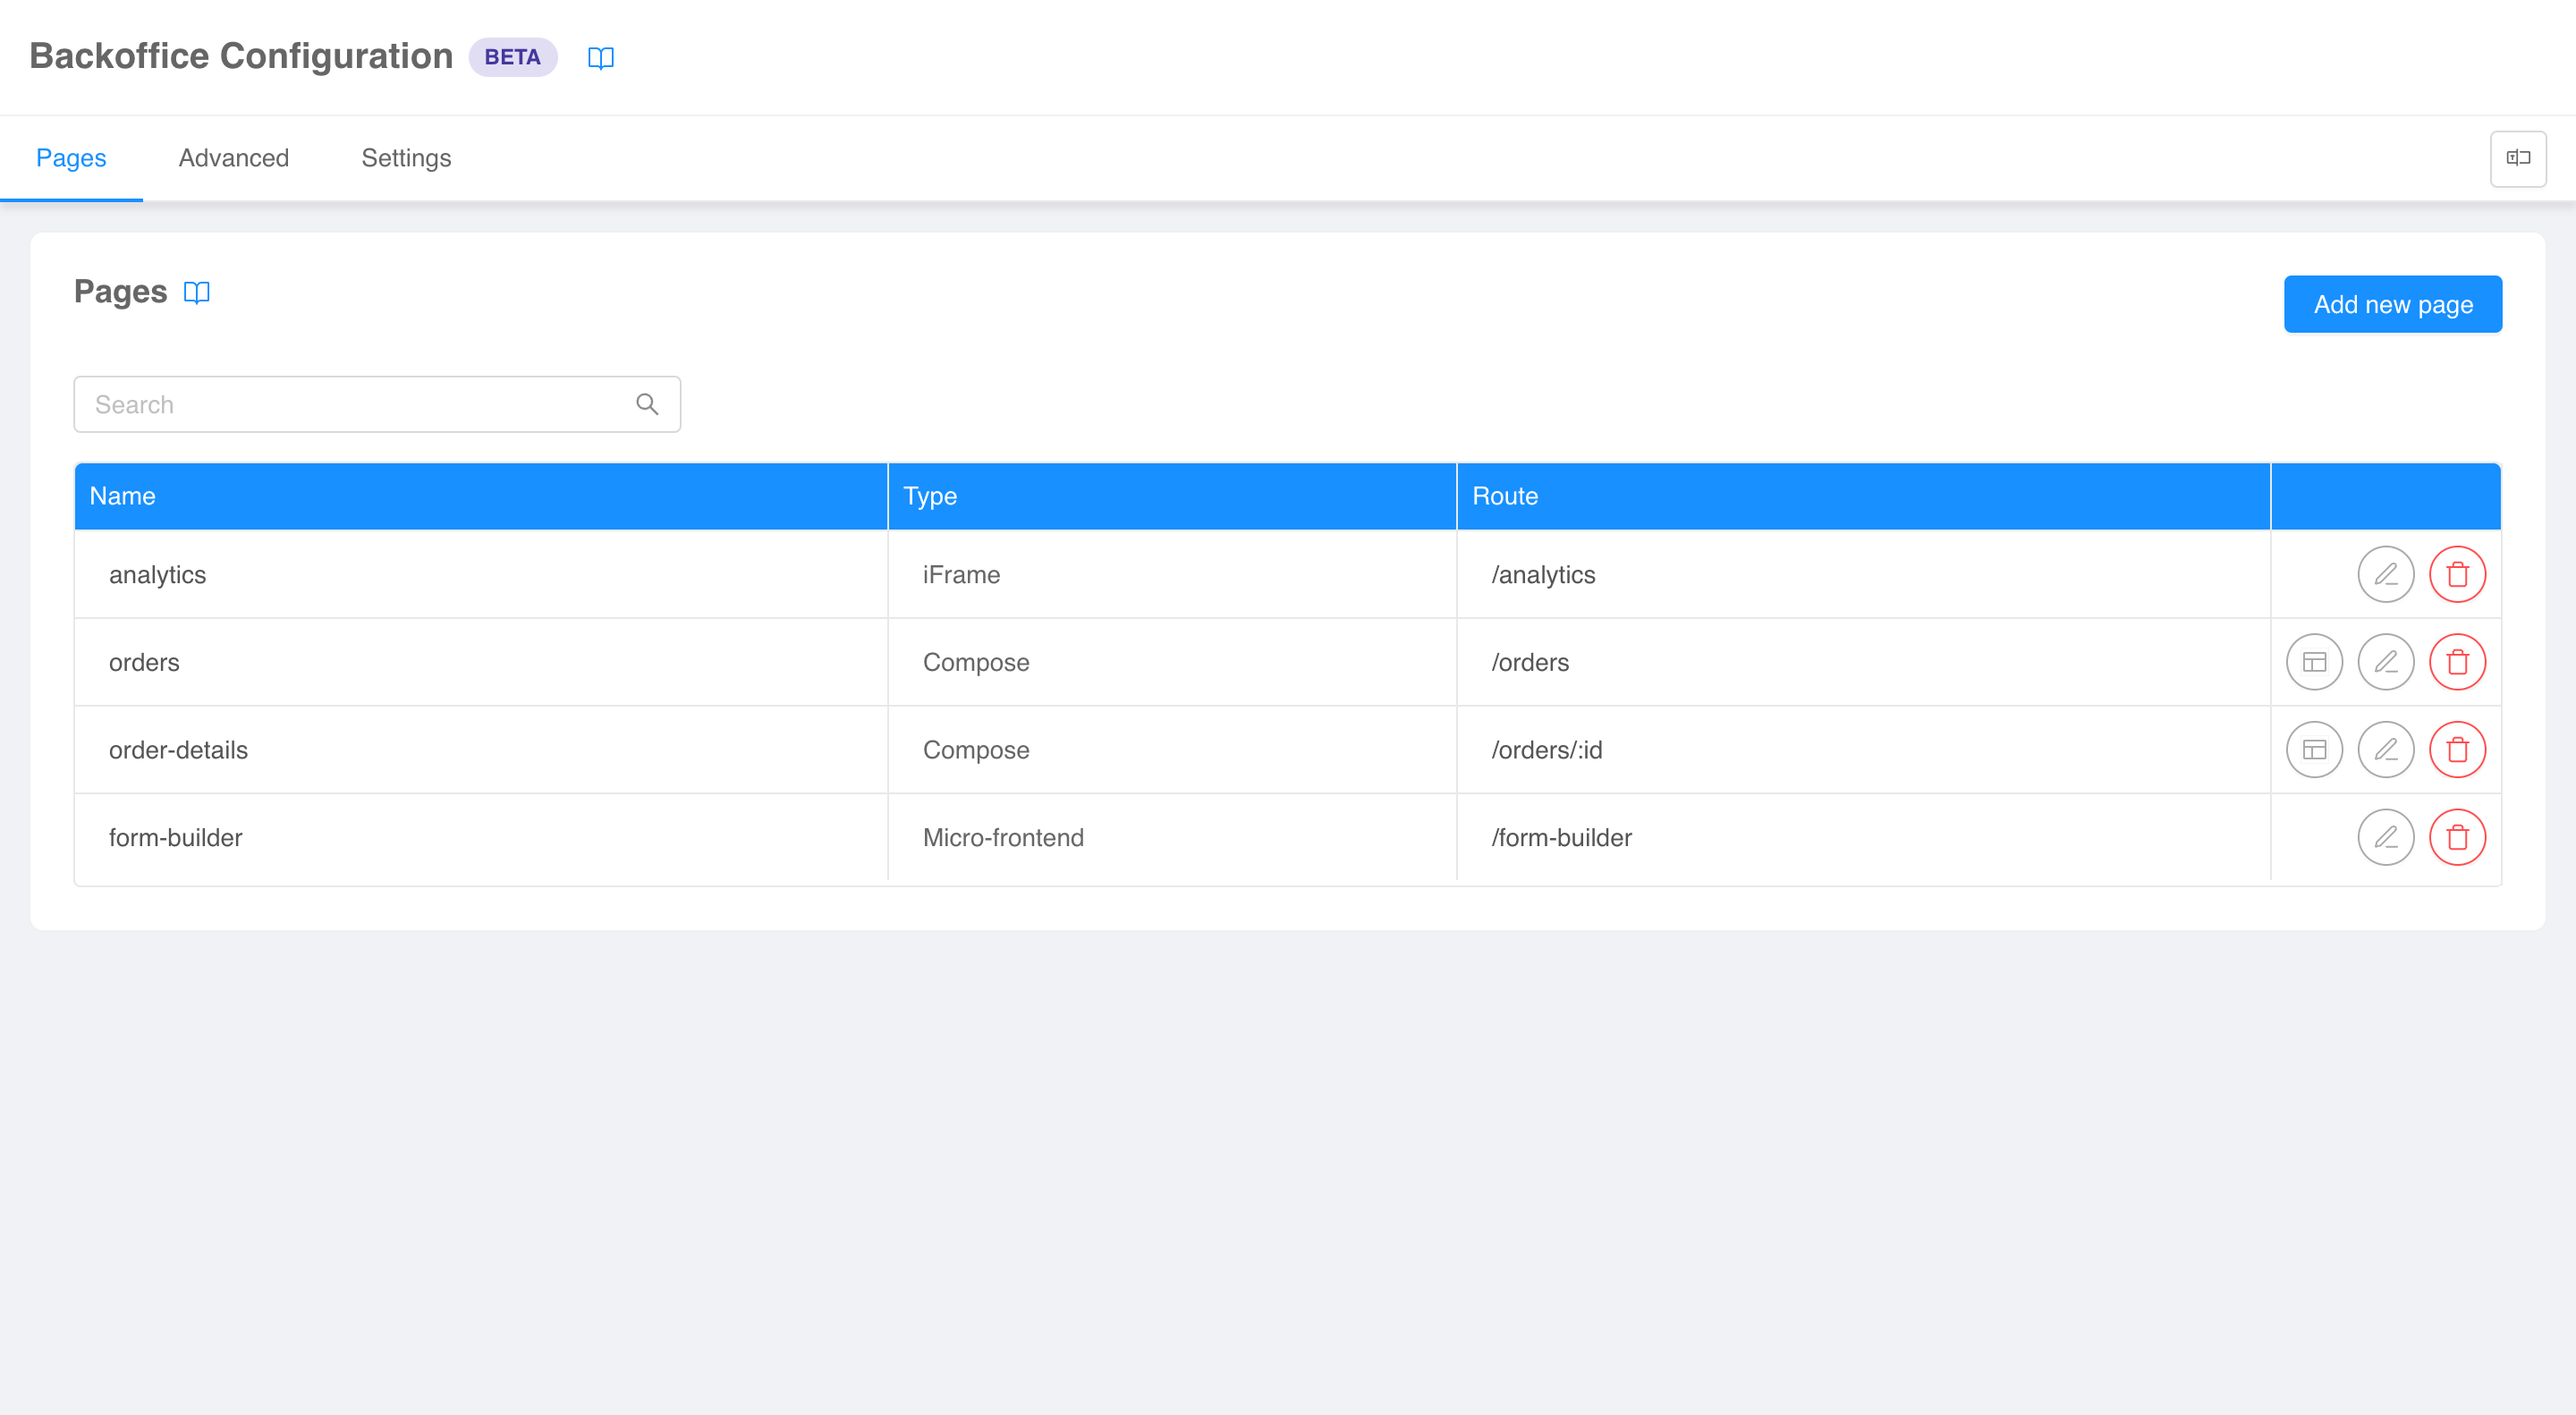 Backoffice Configuration BETA
Pages Advanced Settings
Pages
Add new page
Search
Name Type Route
analytics iFrame /analytics
orders Compose /orders
order-details Compose /orders/:id
form-builder Micro-frontend /form-builder